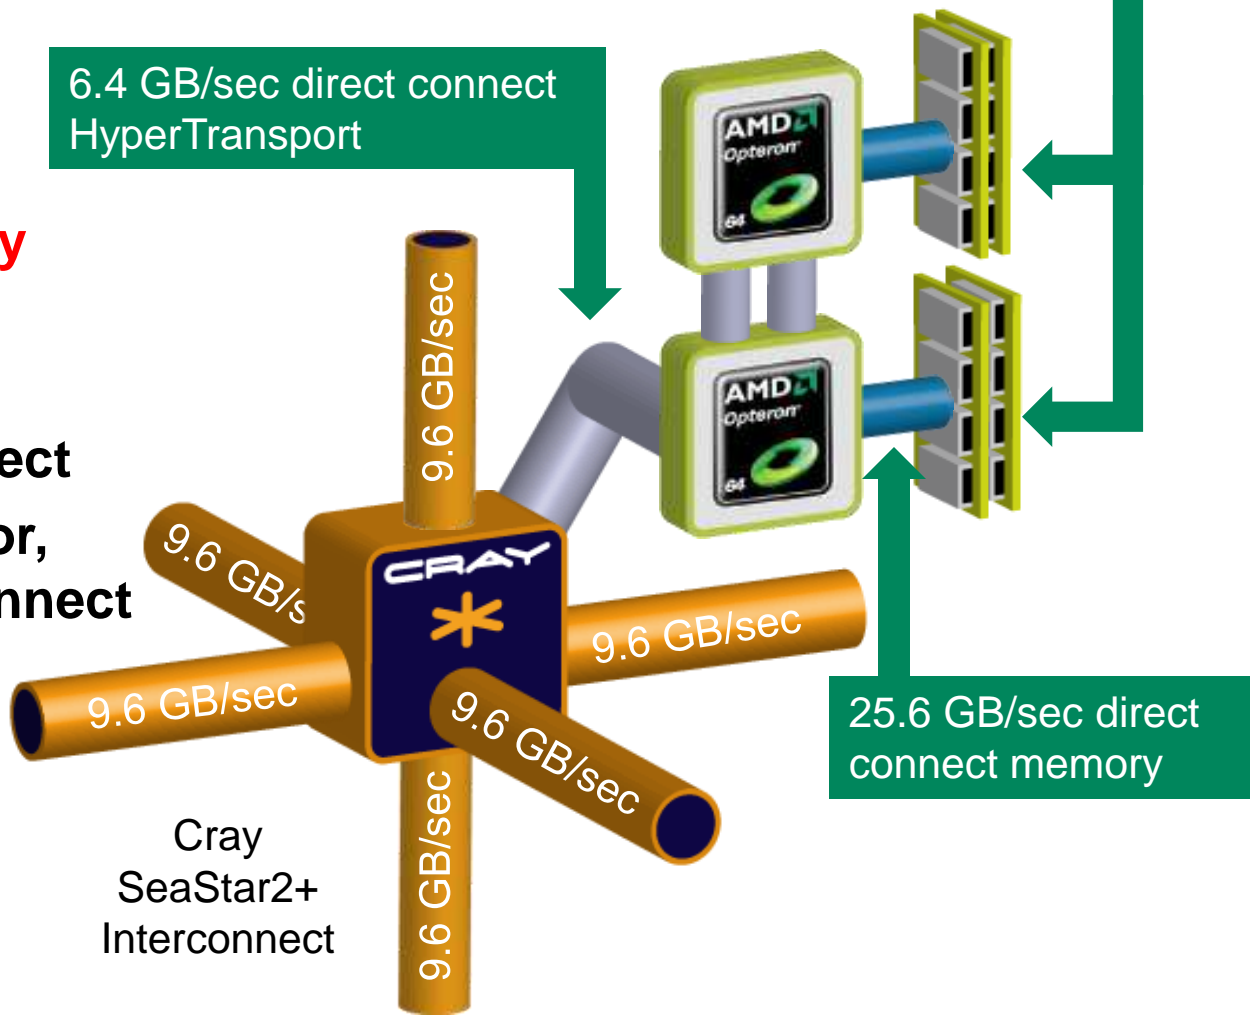 6.4 GB/sec direct connect
HyperTransport
AMD
Opteron
64
y
9.6 GB/sec
AMD
Opteron
64
ect
or,
nnect
9.6 GB/s
CRAY
9.6 GB/sec
9.6 GB/sec
9.6 GB/sec
9.6 GB/sec
25.6 GB/sec direct
connect memory
Cray
SeaStar2+
Interconnect